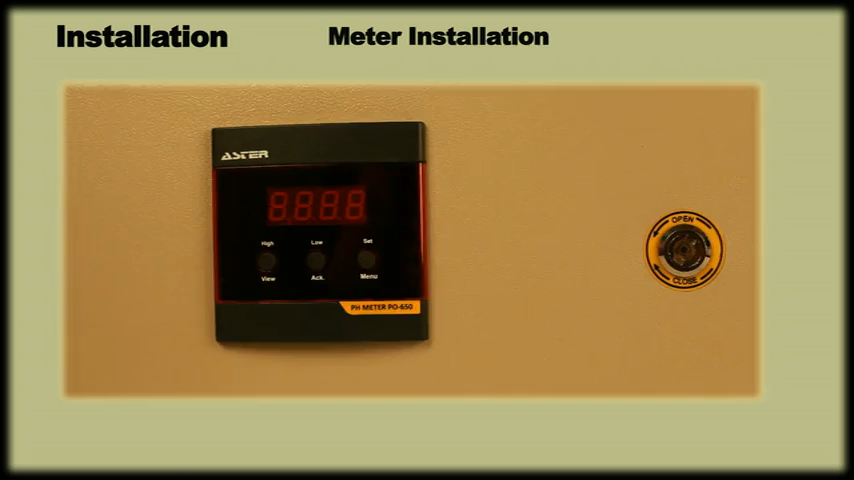 Installation
Meter Installation
ASTER
8888
High Low Set
View Ack. Menu
PH METER PO-650
OPEN
CLOSE